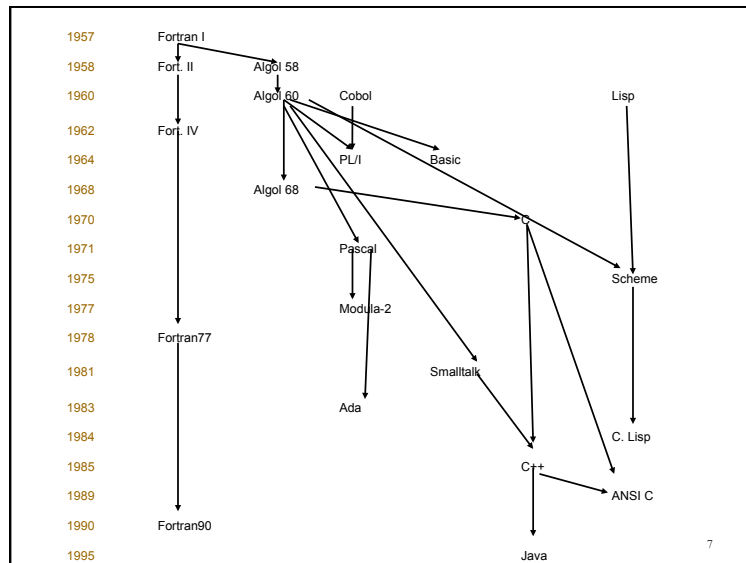 1957 Fortran I
1958 Fort. II Algol 58
1960 Algol 60 Cobol Lisp
1962 Fort. IV
1964 PL/I Basic
1968 Algol 68
1970 C
1971 Pascal
1975 Scheme
1977 Modula-2
1978 Fortran77
1981 Smalltalk
1983 Ada
1984 C. Lisp
1985 C++
1989 ANSI C
1990 Fortran90
1995 Java
7